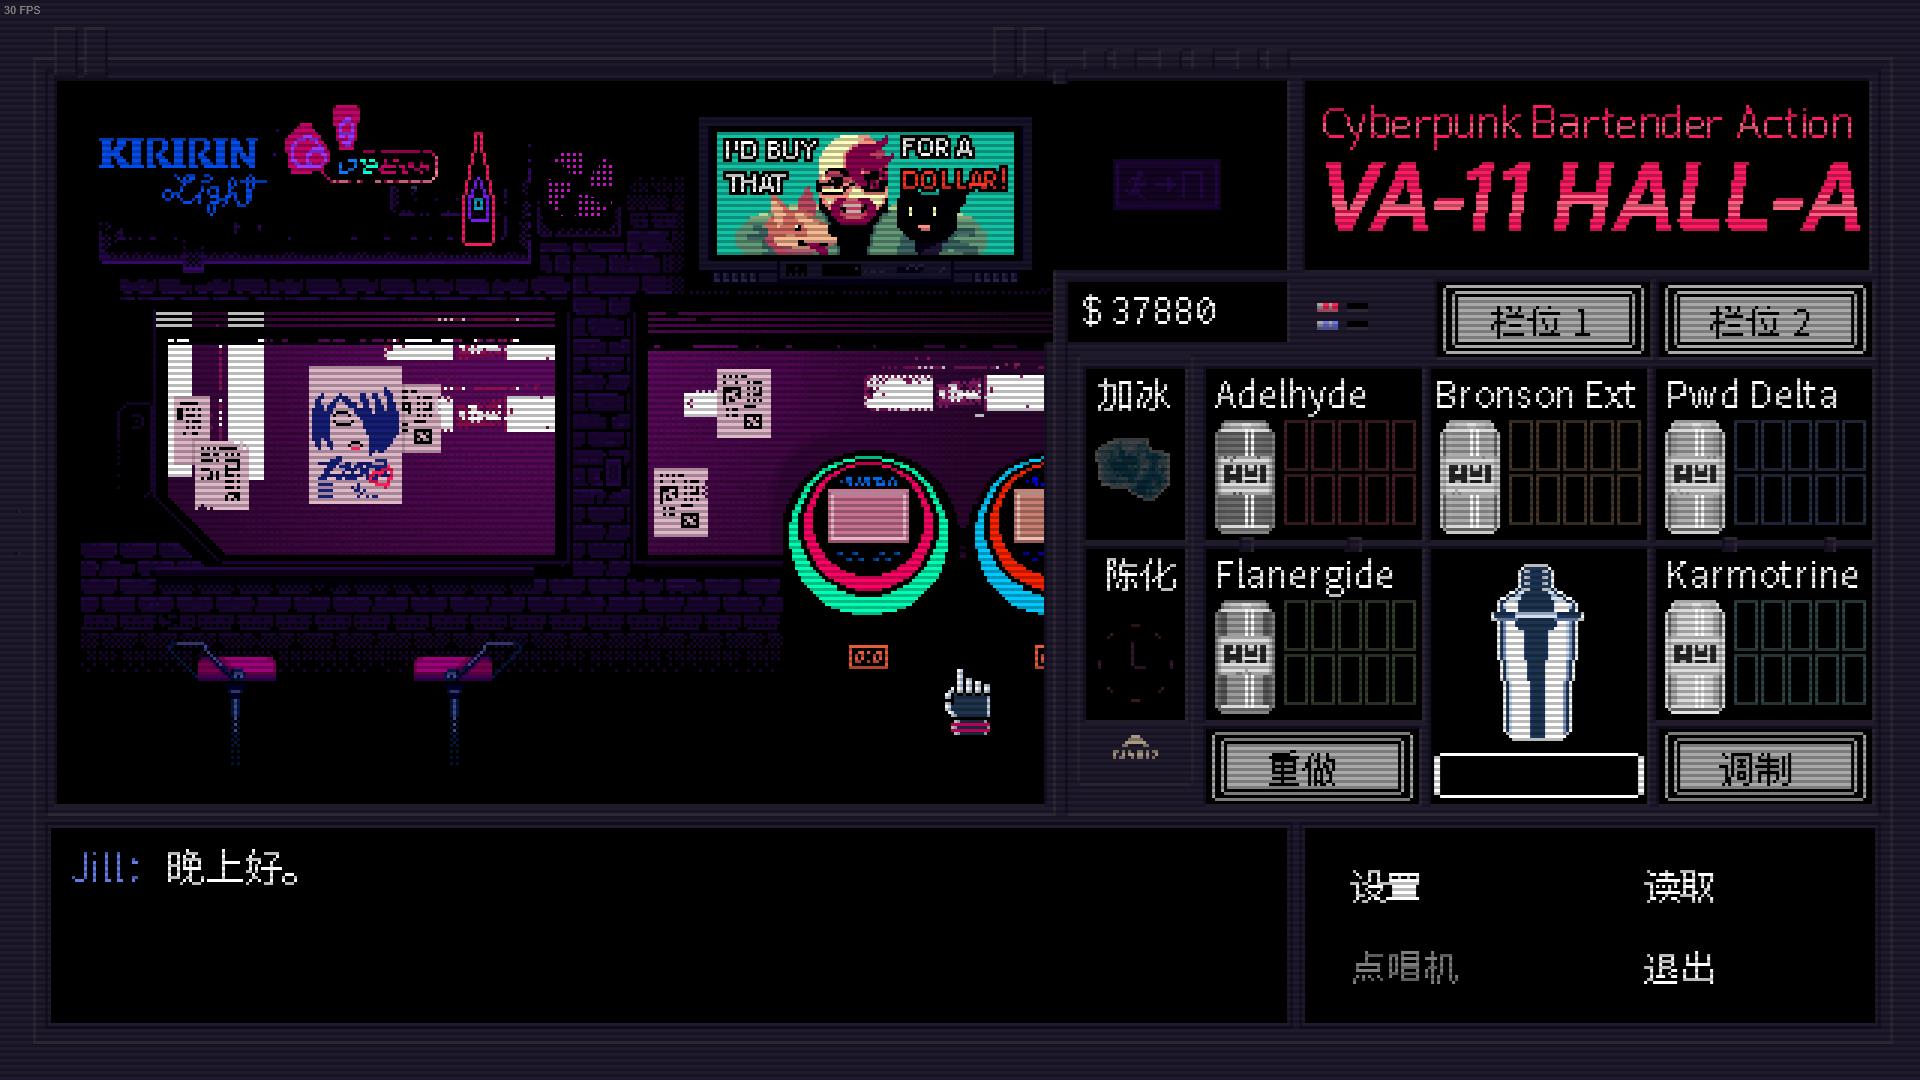 30 FPS
KIRIRIN
Light
I'D BUY
THAT
FOR A
DOLLAR!
Cyberpunk Bartender Action
VA-11 HALL-A
$ 37880
栏位 1
栏位 2
加冰
Adelhyde
Bronson Ext
Pwd Delta
陈化
Flanergide
Karmotrine
0:0
重做
调制
Jill: 晚上好。
设置
读取
点唱机
退出